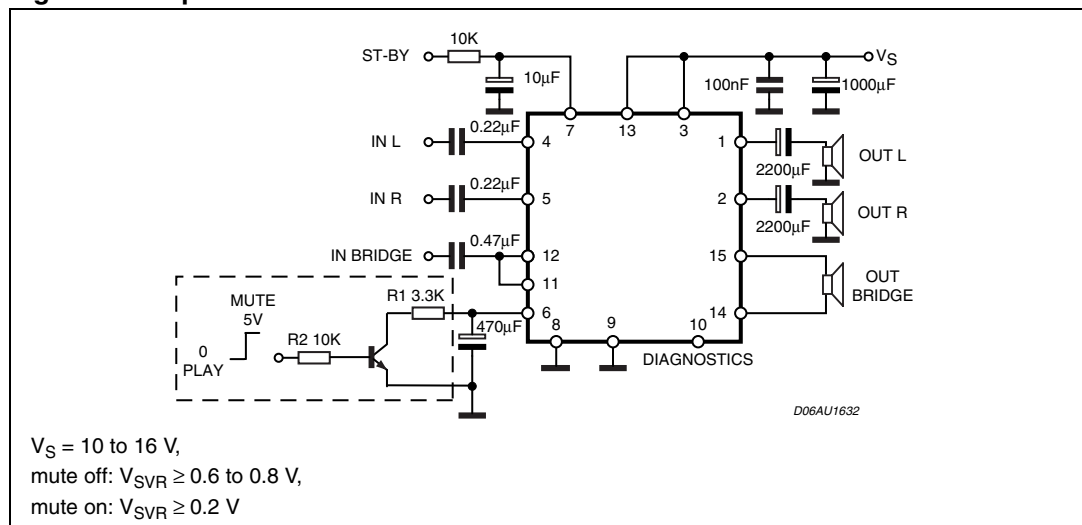 10K
ST-BY
10µF
100nF
1000µF
VS
7
13
3
IN L
0.22µF
4
1
2200µF
OUT L
IN R
0.22µF
5
2
2200µF
OUT R
IN BRIDGE
0.47µF
12
11
15
14
OUT
BRIDGE
MUTE
5V
0
PLAY
R2 10K
R1 3.3K
6
470µF
8
9
10
DIAGNOSTICS
D06AU1632
VS = 10 to 16 V,
mute off: VSVR ≥ 0.6 to 0.8 V,
mute on: VSVR ≥ 0.2 V